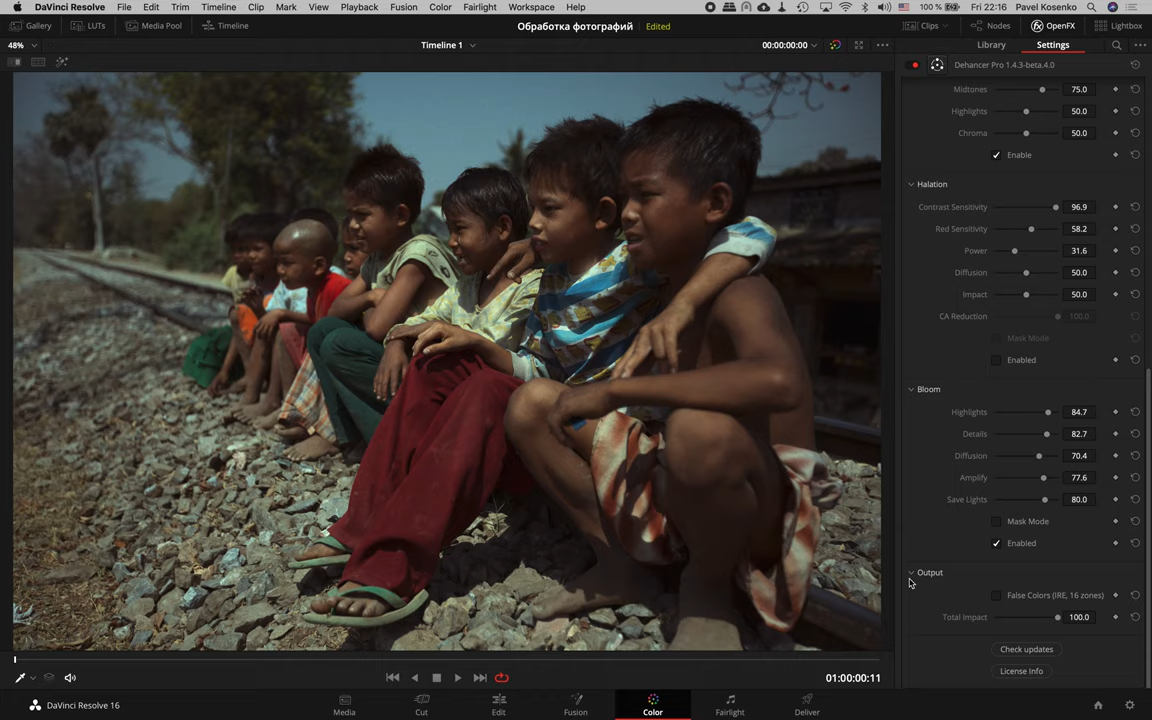 DaVinci Resolve File Edit Trim Timeline Clip Mark View Playback Fusion Color Fairlight Workspace Help 100 % Fri 22:16 Pavel Kosenko
Gallery LUTs Media Pool Timeline Обработка фотографий Edited Clips Nodes OpenFX Lightbox
48% Timeline 1 00:00:00:00 Library Settings
Dehancer Pro 1.4.3-beta.4.0
Midtones 75.0
Highlights 50.0
Chroma 50.0
Enable
Halation
Contrast Sensitivity 96.9
Red Sensitivity 58.2
Power 31.6
Diffusion 50.0
Impact 50.0
CA Reduction 100.0
Mask Mode
Enabled
Bloom
Highlights 84.7
Details 82.7
Diffusion 70.4
Amplify 77.6
Save Lights 80.0
Mask Mode
Enabled
Output
False Colors (IRE, 16 zones)
Total Impact 100.0
Check updates
License Info
01:00:00:11
DaVinci Resolve 16 Media Cut Edit Fusion Color Fairlight Deliver